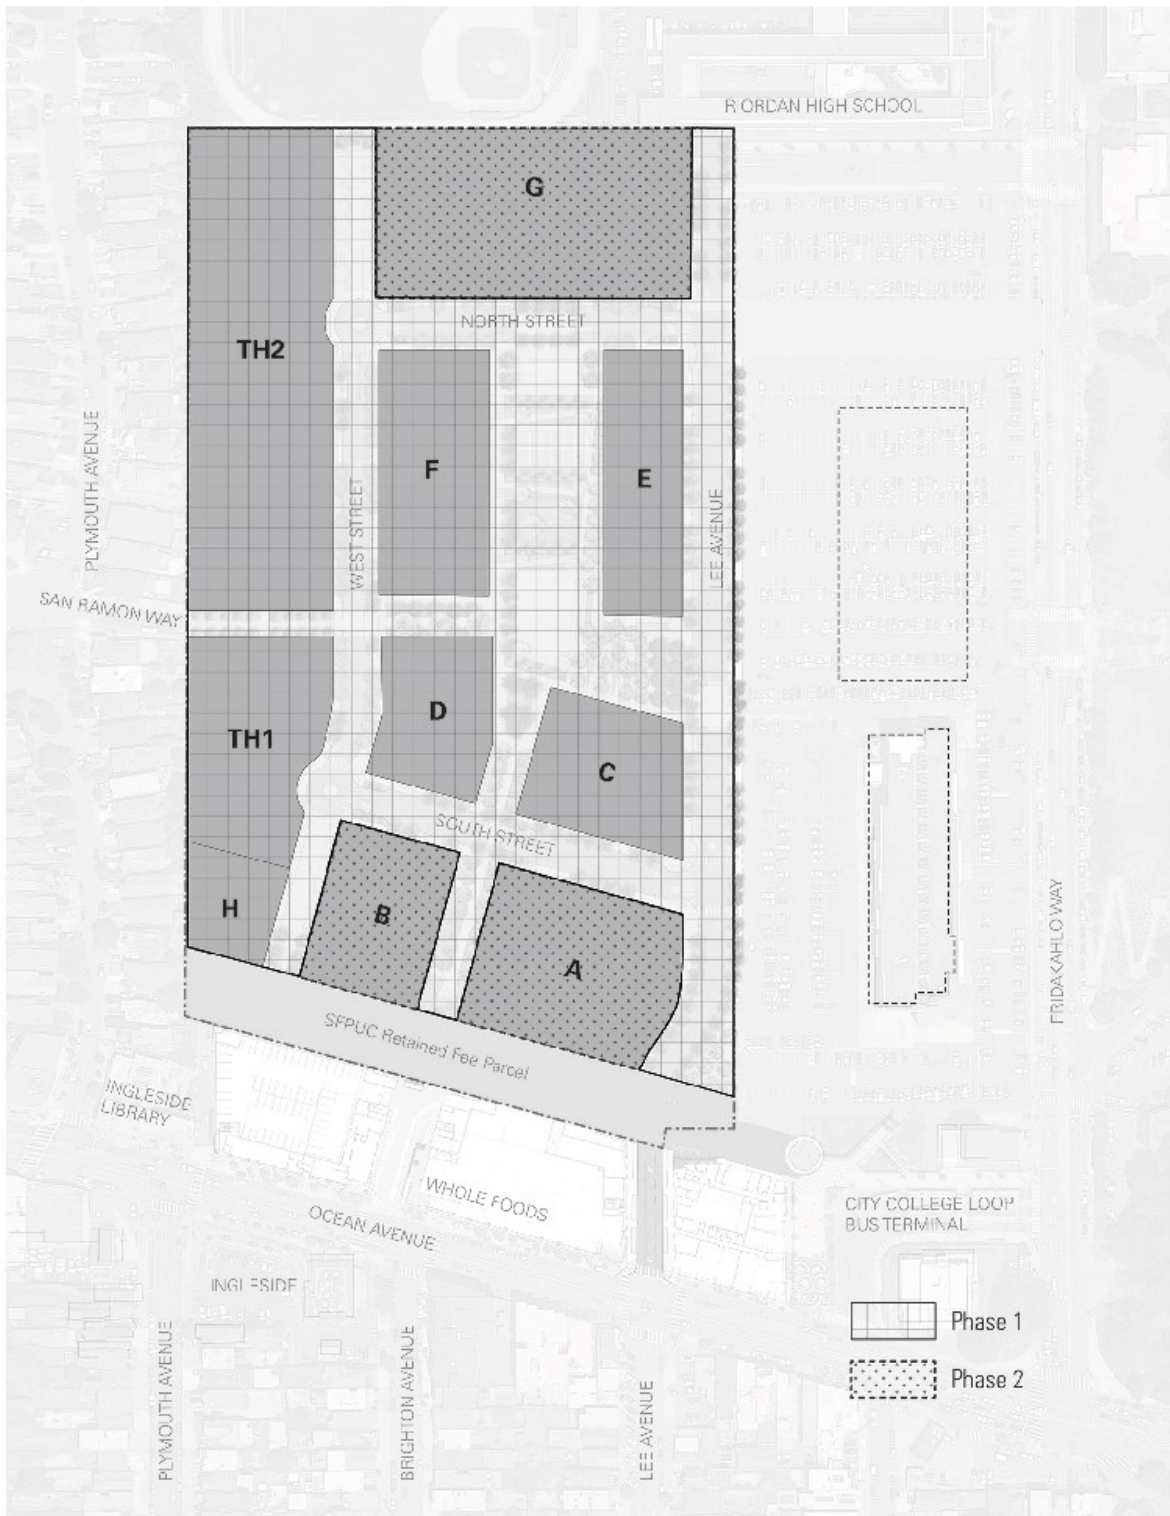 R ORDAN HIGH SCHOOL
G
NORTH STREET
TH2
F
E
PLYMOUTH AVENUE
WEST STREET
LEE AVENUE
SAN RAMON WAY
TH1
D
C
SOUTH STREET
H
B
A
FRIDA KAHLO WAY
SFPUC Retained Fee Parcel
INGLESIDE
LIBRARY
WHOLE FOODS
OCEAN AVENUE
CITY COLLEGE LOOP
BUS TERMINAL
INGLESIDE
Phase 1
Phase 2
PLYMOUTH AVENUE
BRIGHTON AVENUE
LEE AVENUE